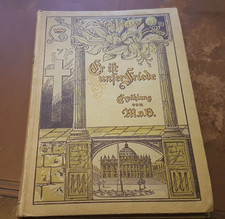 Er ist
unser Friede
Erzählung
von
M. v. O.